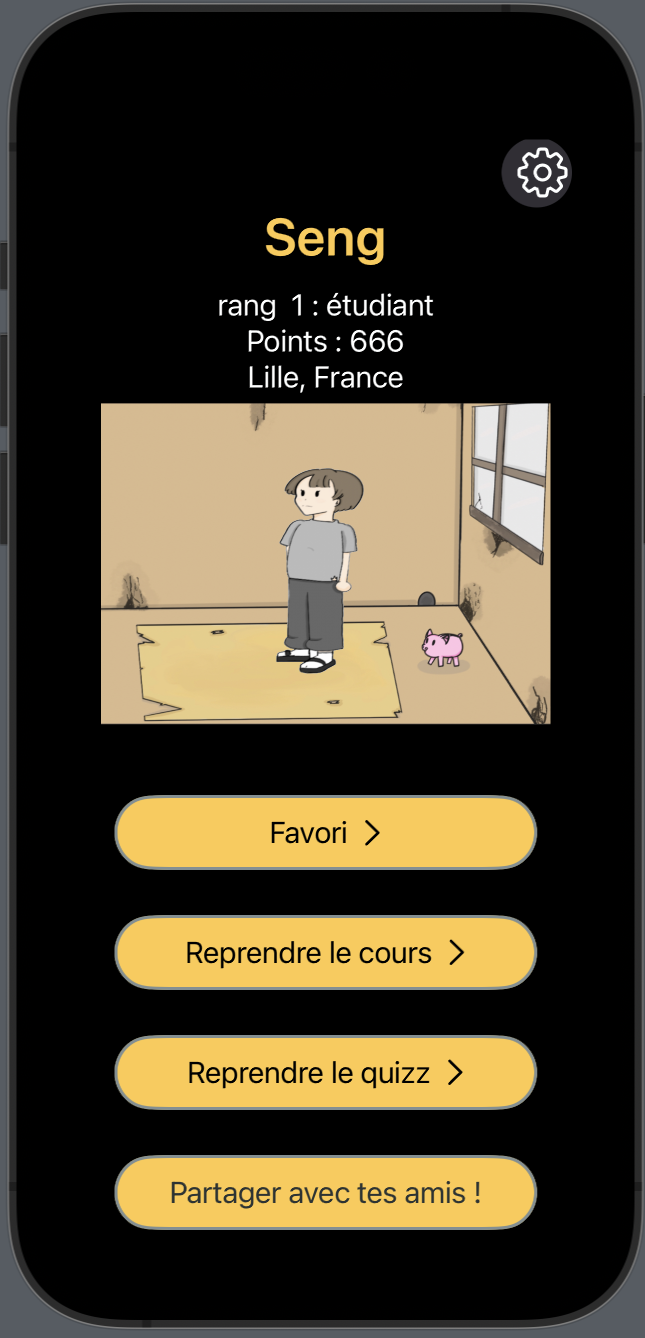 Seng
rang  1 : étudiant
Points : 666
Lille, France
Favori
Reprendre le cours
Reprendre le quizz
Partager avec tes amis !